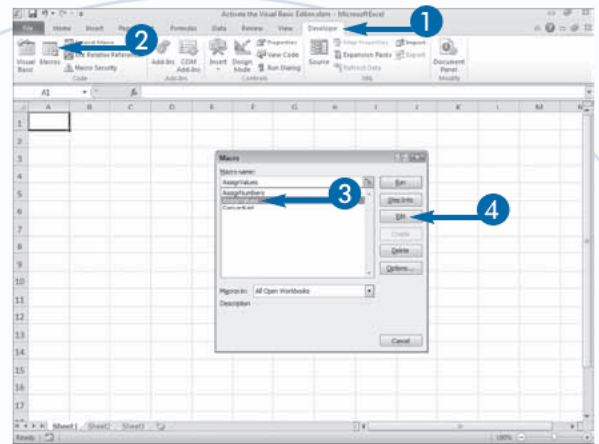 Activate the Visual Basic Editor.xlsm - Microsoft Excel
File Home Insert Formulas Data Review View Developer
1
2
Record Macro
Use Relative References
Macro Security
Visual Basic
Macros
Code
Add-Ins
COM Add-Ins
Add-Ins
Insert
Design Mode
Properties
View Code
Run Dialog
Controls
Source
Map Properties
Expansion Packs
Refresh Data
Import
Export
XML
Document Panel
Modify
A1
fx
A B C D E F G H I J K L M N
1
2
3
4
5
6
7
8
9
10
11
12
13
14
15
16
17
Macro
Macro name:
AssignValues
AssignNumbers
AssignValues
3
4
Run
Step Into
Edit
Create
Delete
Options...
Macros in: All Open Workbooks
Description
Cancel
Sheet1 Sheet2 Sheet3
Ready
100%